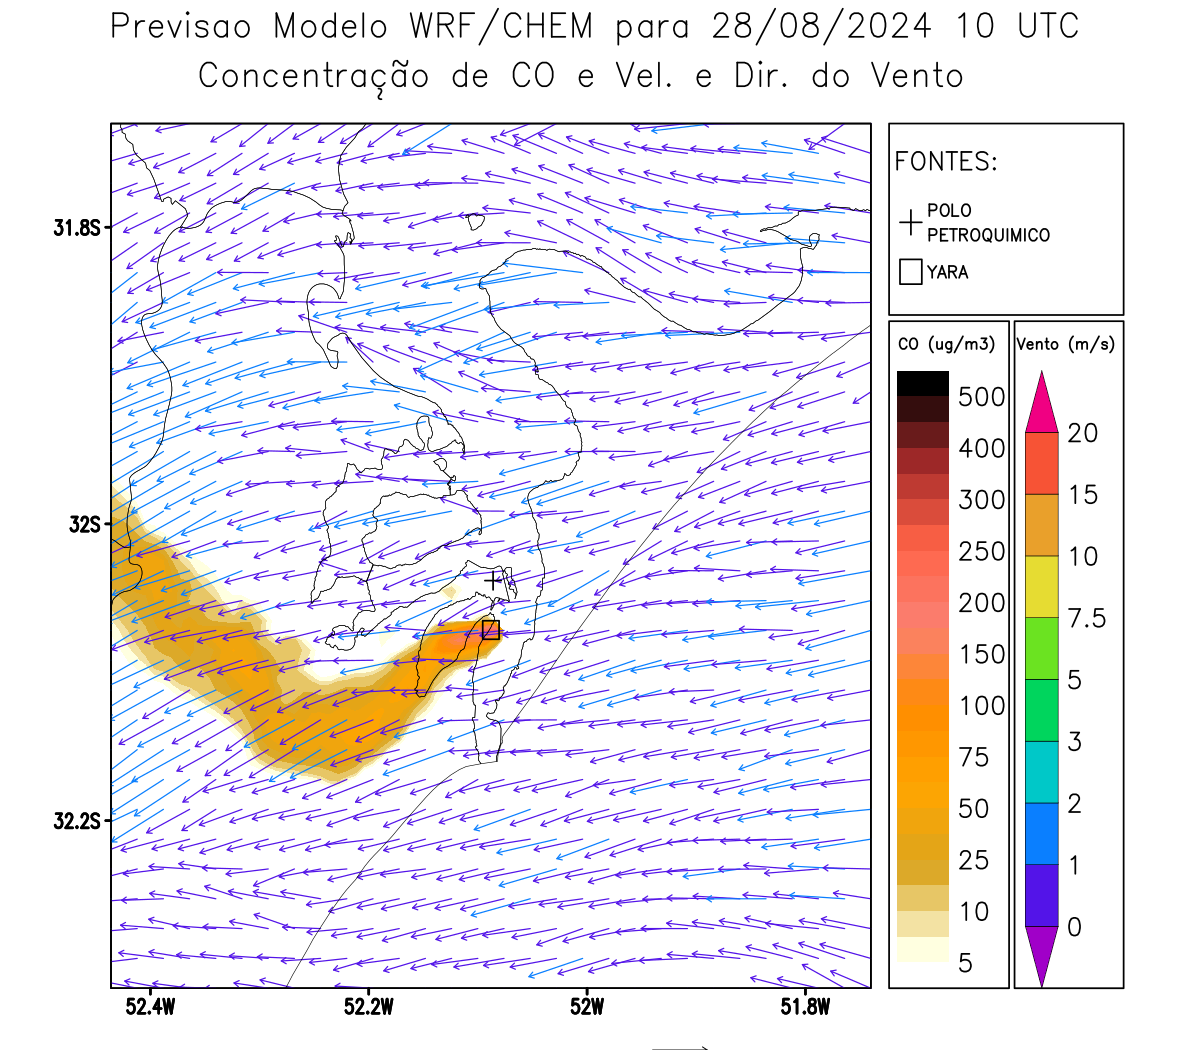 Previsao Modelo WRF/CHEM para 28/08/2024 10 UTC
Concentração de CO e Vel. e Dir. do Vento
FONTES:
POLO
PETROQUIMICO
YARA
CO (ug/m3)
500
400
300
250
200
150
100
75
50
25
10
5
Vento (m/s)
20
15
10
7.5
5
3
2
1
0
31.8S
32S
32.2S
52.4W
52.2W
52W
51.8W